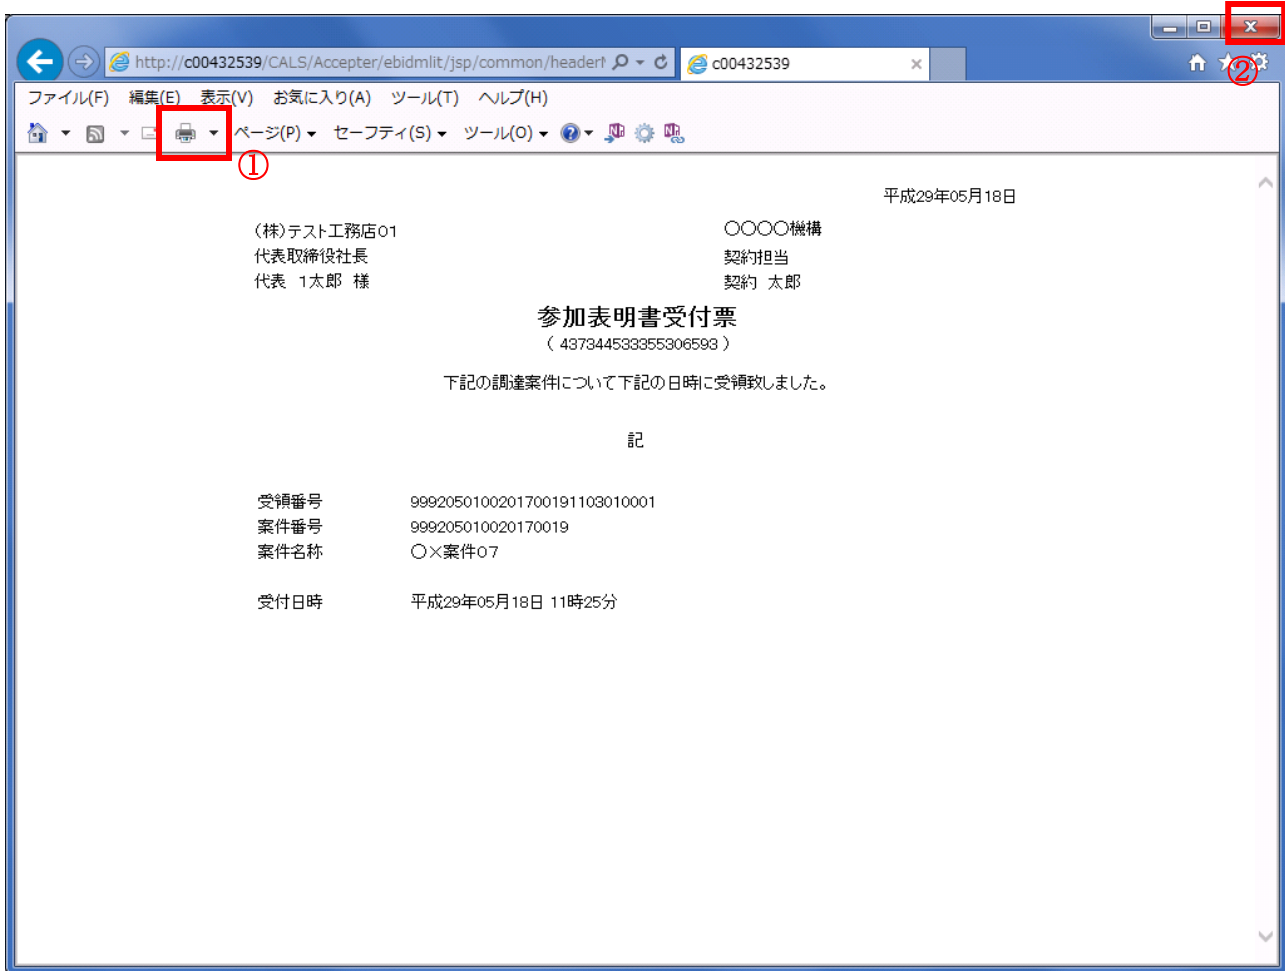 http://c00432539/CALS/Accepter/ebidmlit/jsp/common/header
c00432539
②
ファイル(F) 編集(E) 表示(V) お気に入り(A) ツール(T) ヘルプ(H)
ページ(P) セーフティ(S) ツール(O)
①
平成29年05月18日
(株)テスト工務店01
代表取締役社長
代表 1太郎 様
〇〇〇〇機構
契約担当
契約 太郎
参加表明書受付票
( 437344533355306593 )
下記の調達案件について下記の日時に受領致しました。
記
受領番号 99920501002017001911​03010001
案件番号 999205010020170019
案件名称 〇×案件07
受付日時 平成29年05月18日 11時25分